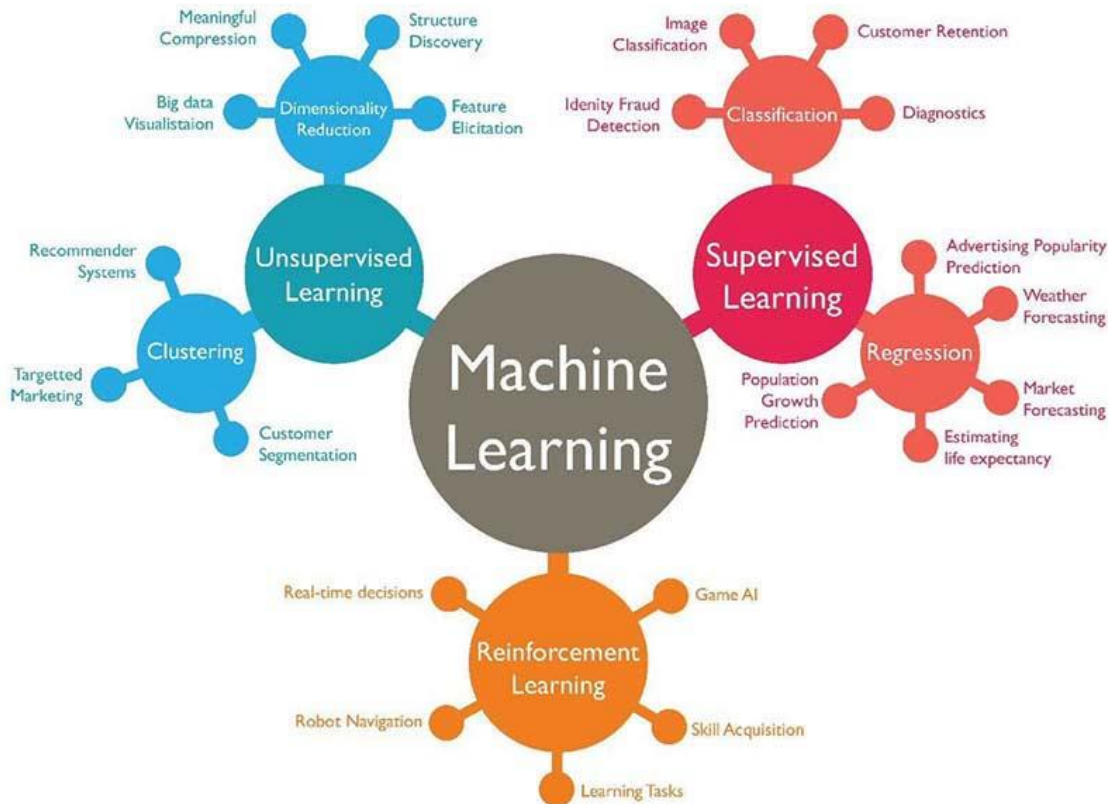 Meaningful
Compression
Structure
Discovery
Big data
Visualistaion
Dimensionality
Reduction
Feature
Elicitation
Image
Classification
Customer Retention
Idenity Fraud
Detection
Classification
Diagnostics
Unsupervised
Learning
Supervised
Learning
Recommender
Systems
Clustering
Targetted
Marketing
Customer
Segmentation
Machine
Learning
Advertising Popularity
Prediction
Weather
Forecasting
Regression
Population
Growth
Prediction
Market
Forecasting
Estimating
life expectancy
Real-time decisions
Game AI
Reinforcement
Learning
Robot Navigation
Skill Acquisition
Learning Tasks